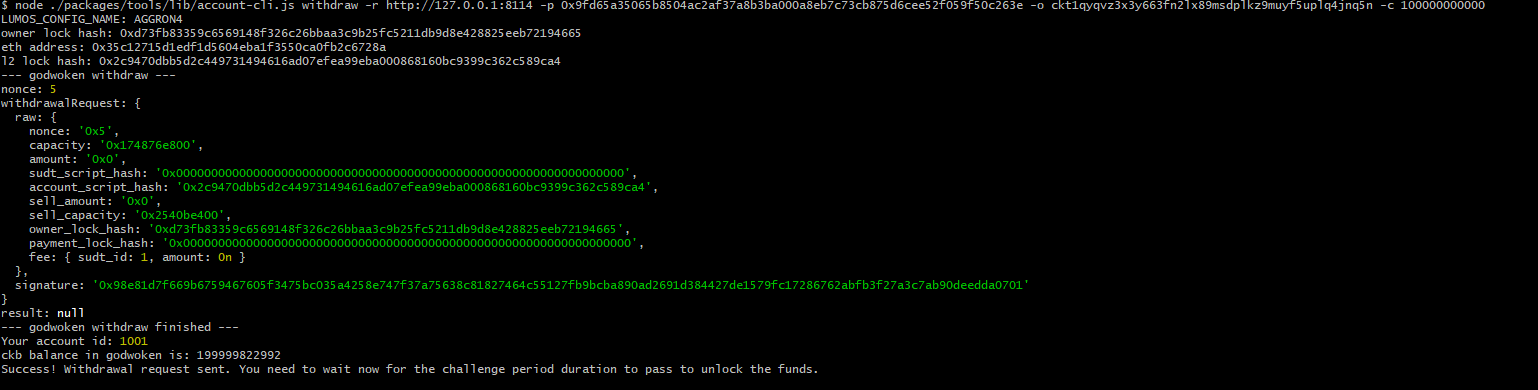 $ node ./packages/tools/lib/account-cli.js withdraw -r http://127.0.0.1:8114 -p 0x9fd65a35065b8504ac2af37a8b3ba000a8eb7c73cb875d6cee52f059f50c263e -o ckt1qyqvz3x3y663fn2lx89msdplkz9muyf5uplq4jnq5n -c 100000000000
LUMOS_CONFIG_NAME: AGGRON4
owner lock hash: 0xd73fb83359c6569148f326c26bbaa3c9b25fc5211db9d8e428825eeb72194665
eth address: 0x35c12715d1edf1d5604eba1f3550ca0fb2c6728a
l2 lock hash: 0x2c9470dbb5d2c449731494616ad07efea99eba000868160bc9399c362c589ca4
--- godwoken withdraw ---
nonce: 5
withdrawalRequest: {
raw: {
nonce: '0x5',
capacity: '0x174876e800',
amount: '0x0',
sudt_script_hash: '0x0000000000000000000000000000000000000000000000000000000000000000',
account_script_hash: '0x2c9470dbb5d2c449731494616ad07efea99eba000868160bc9399c362c589ca4',
sell_amount: '0x0',
sell_capacity: '0x2540be400',
owner_lock_hash: '0xd73fb83359c6569148f326c26bbaa3c9b25fc5211db9d8e428825eeb72194665',
payment_lock_hash: '0x0000000000000000000000000000000000000000000000000000000000000000',
fee: { sudt_id: 1, amount: 0n }
},
signature: '0x98e81d7f669b6759467605f3475bc035a4258e747f37a75638c81827464c55127fb9bcba890ad2691d384427de1579fc17286762abfb3f27a3c7ab90deedda0701'
}
result: null
--- godwoken withdraw finished ---
Your account id: 1001
ckb balance in godwoken is: 199999822992
Success! Withdrawal request sent. You need to wait now for the challenge period duration to pass to unlock the funds.